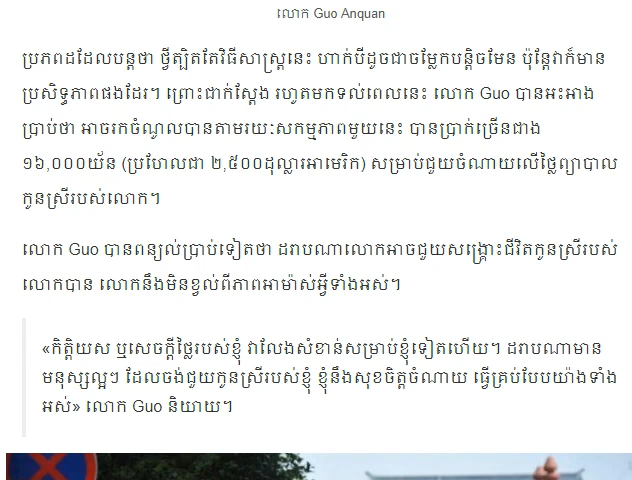 លោក Guo Anquan
ប្រភពដដែលបន្តថា ថ្វីត្បិតតែវិធីសាស្ត្រនេះ ហាក់បីដូចជាចម្លែកបន្តិចមែន ប៉ុន្តែវាក៏មាន
ប្រសិទ្ធភាពផងដែរ។ ព្រោះជាក់ស្តែង រហូតមកទល់ពេលនេះ លោក Guo បានអះអាង
ប្រាប់ថា អាចរកចំណូលបានតាមរយៈសកម្មភាពមួយនេះ បានប្រាក់ច្រើនជាង
១៦,០០០យ័ន (ប្រហែលជា ២,៥០០ដុល្លារអាមេរិក) សម្រាប់ជួយចំណាយលើថ្លៃព្យាបាល
កូនស្រីរបស់លោក។
លោក Guo បានពន្យល់ប្រាប់ទៀតថា ដរាបណាលោកអាចជួយសង្គ្រោះជីវិតកូនស្រីរបស់
លោកបាន លោកនឹងមិនខ្វល់ពីភាពអាម៉ាស់អ្វីទាំងអស់។
«កិត្តិយស ឬសេចក្តីថ្លៃរបស់ខ្ញុំ វាលែងសំខាន់សម្រាប់ខ្ញុំទៀតហើយ។ ដរាបណាមាន
មនុស្សល្អៗ ដែលចង់ជួយកូនស្រីរបស់ខ្ញុំ ខ្ញុំនឹងសុខចិត្តចំណាយ ធ្វើគ្រប់បែបយ៉ាងទាំង
អស់» លោក Guo និយាយ។